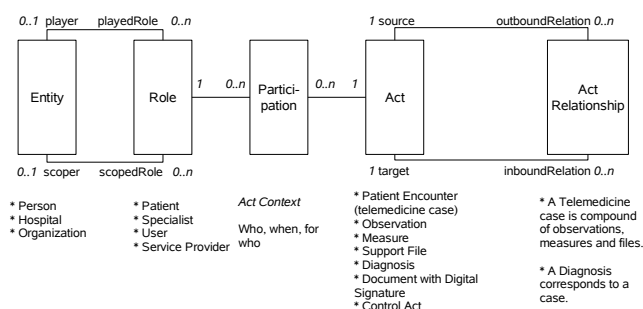 0..1 player playedRole 0..n
1 source outboundRelation 0..n
Entity
Role
1 0..n
Partici-
pation
0..n 1
Act
Act
Relationship
0..1 scoper scopedRole 0..n
1 target inboundRelation 0..n
* Person
* Hospital
* Organization
* Patient
* Specialist
* User
* Service Provider
Act Context
Who, when, for
who
* Patient Encounter
(telemedicine case)
* Observation
* Measure
* Support File
* Diagnosis
* Document with Digital
Signature
* Control Act
* A Telemedicine
case is compound
of observations,
measures and files.
* A Diagnosis
corresponds to a
case.